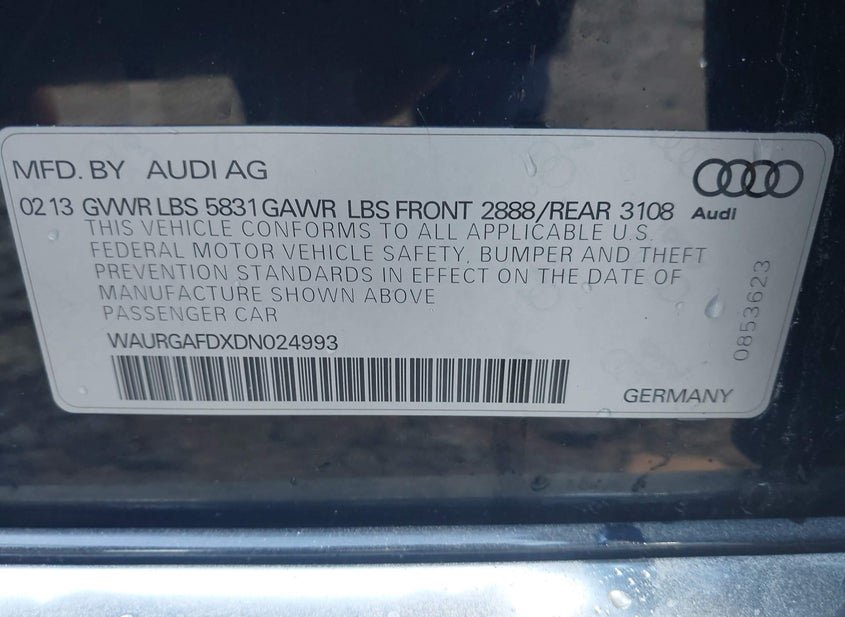 MFD. BY AUDI AG
02 13 GVWR LBS 5831 GAWR LBS FRONT 2888/REAR 3108
Audi
THIS VEHICLE CONFORMS TO ALL APPLICABLE U.S.
FEDERAL MOTOR VEHICLE SAFETY, BUMPER AND THEFT
PREVENTION STANDARDS IN EFFECT ON THE DATE OF
MANUFACTURE SHOWN ABOVE
PASSENGER CAR
WAURGAFDXDN024993
0853623
GERMANY